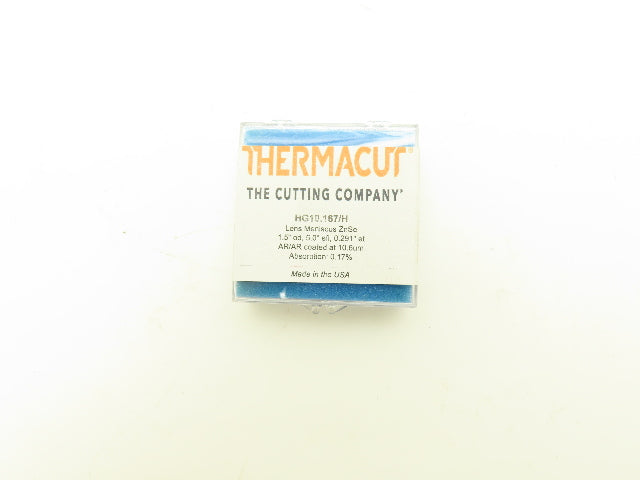 THERMACUT®
THE CUTTING COMPANY®
HG10.167/H
Lens Meniscus ZnSe
1.5" od, 5.0" efl, 0.291" et
AR/AR coated at 10.6um
Absorption: 0.17%
Made in the USA